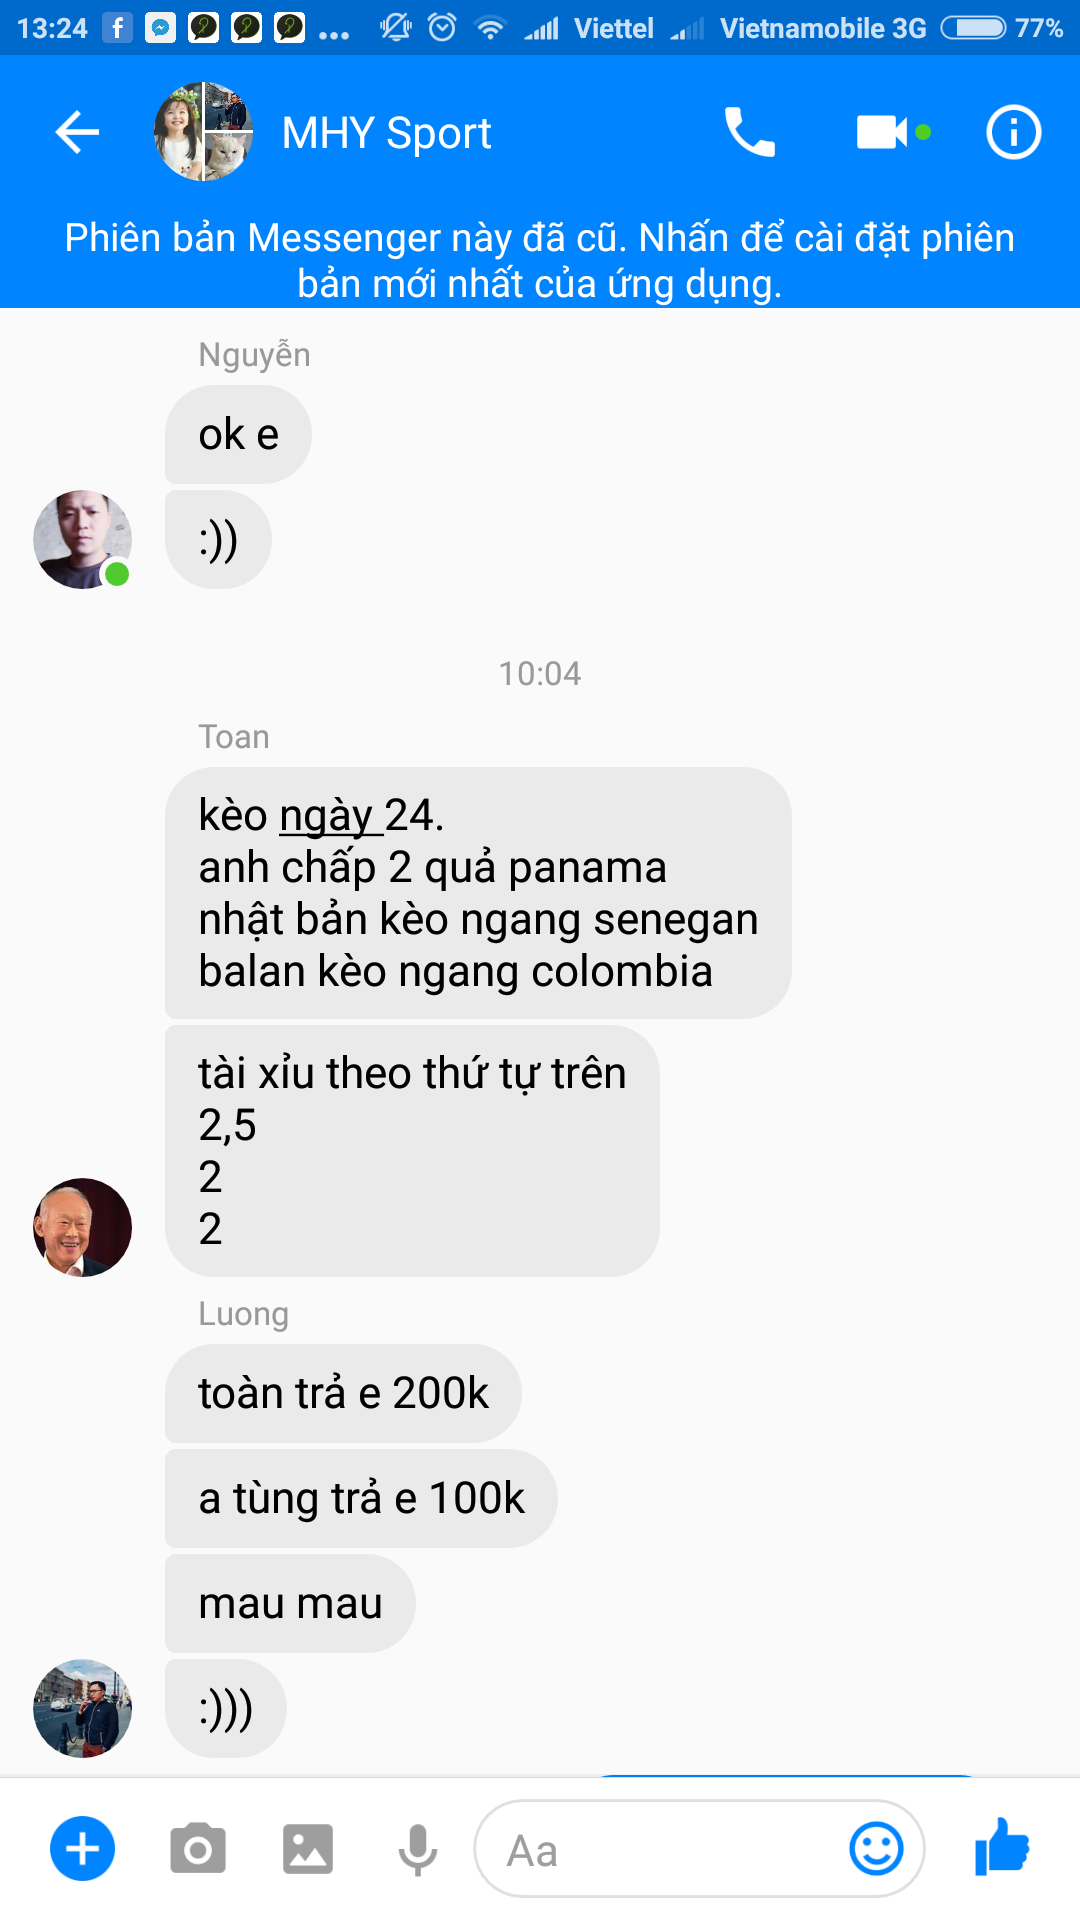 13:24 f ... Viettel Vietnamobile 3G 77%
MHY Sport
Phiên bản Messenger này đã cũ. Nhấn để cài đặt phiên
bản mới nhất của ứng dụng.
Nguyễn
ok e
:))
10:04
Toan
kèo ngày 24.
anh chấp 2 quả panama
nhật bản kèo ngang senegan
balan kèo ngang colombia
tài xỉu theo thứ tự trên
2,5
2
2
Luong
toàn trả e 200k
a tùng trả e 100k
mau mau
:)))
Aa